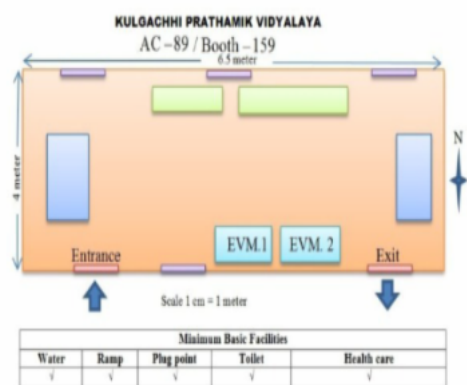 KULGACHHI PRATHAMIK VIDYALAYA
AC –89 / Booth –159
6.5 meter
4 meter
N
EVM.1 EVM. 2
Entrance Exit
Scale 1 cm = 1 meter
Minimum Basic Facilities
Water Ramp Plug point Toilet Health care
√ √ √ √ √